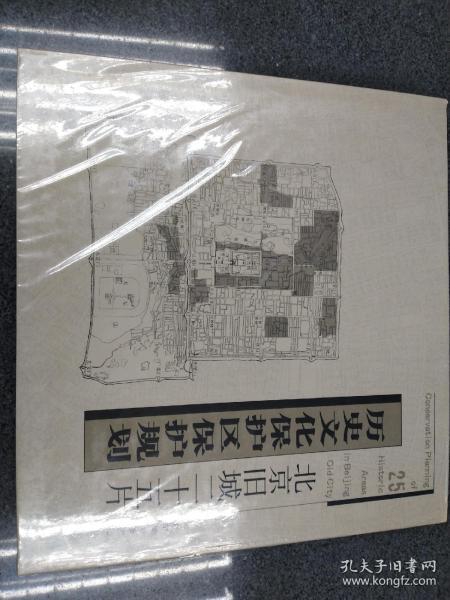 Conservation Planning
of
25
Historic
Areas
in Beijing
Old City
北京旧城二十五片
历史文化保护区保护规划
孔夫子旧书网
www.kongfz.com